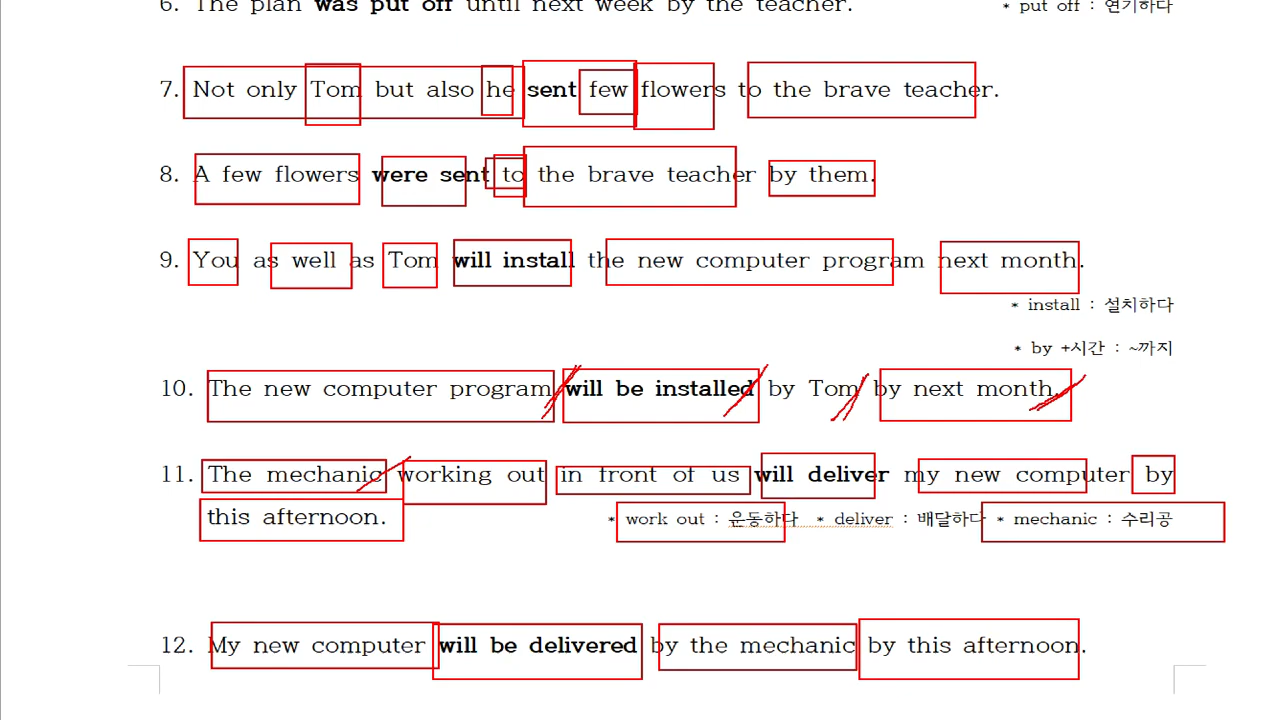 6. The plan was put off until next week by the teacher.
* put off : 연기하다
7. Not only Tom but also he sent few flowers to the brave teacher.
8. A few flowers were sent to the brave teacher by them.
9. You as well as Tom will install the new computer program next month.
* install : 설치하다
* by +시간 : ~까지
10. The new computer program will be installed by Tom by next month.
11. The mechanic working out in front of us will deliver my new computer by
this afternoon.
* work out : 운동하다 * deliver : 배달하다 * mechanic : 수리공
12. My new computer will be delivered by the mechanic by this afternoon.